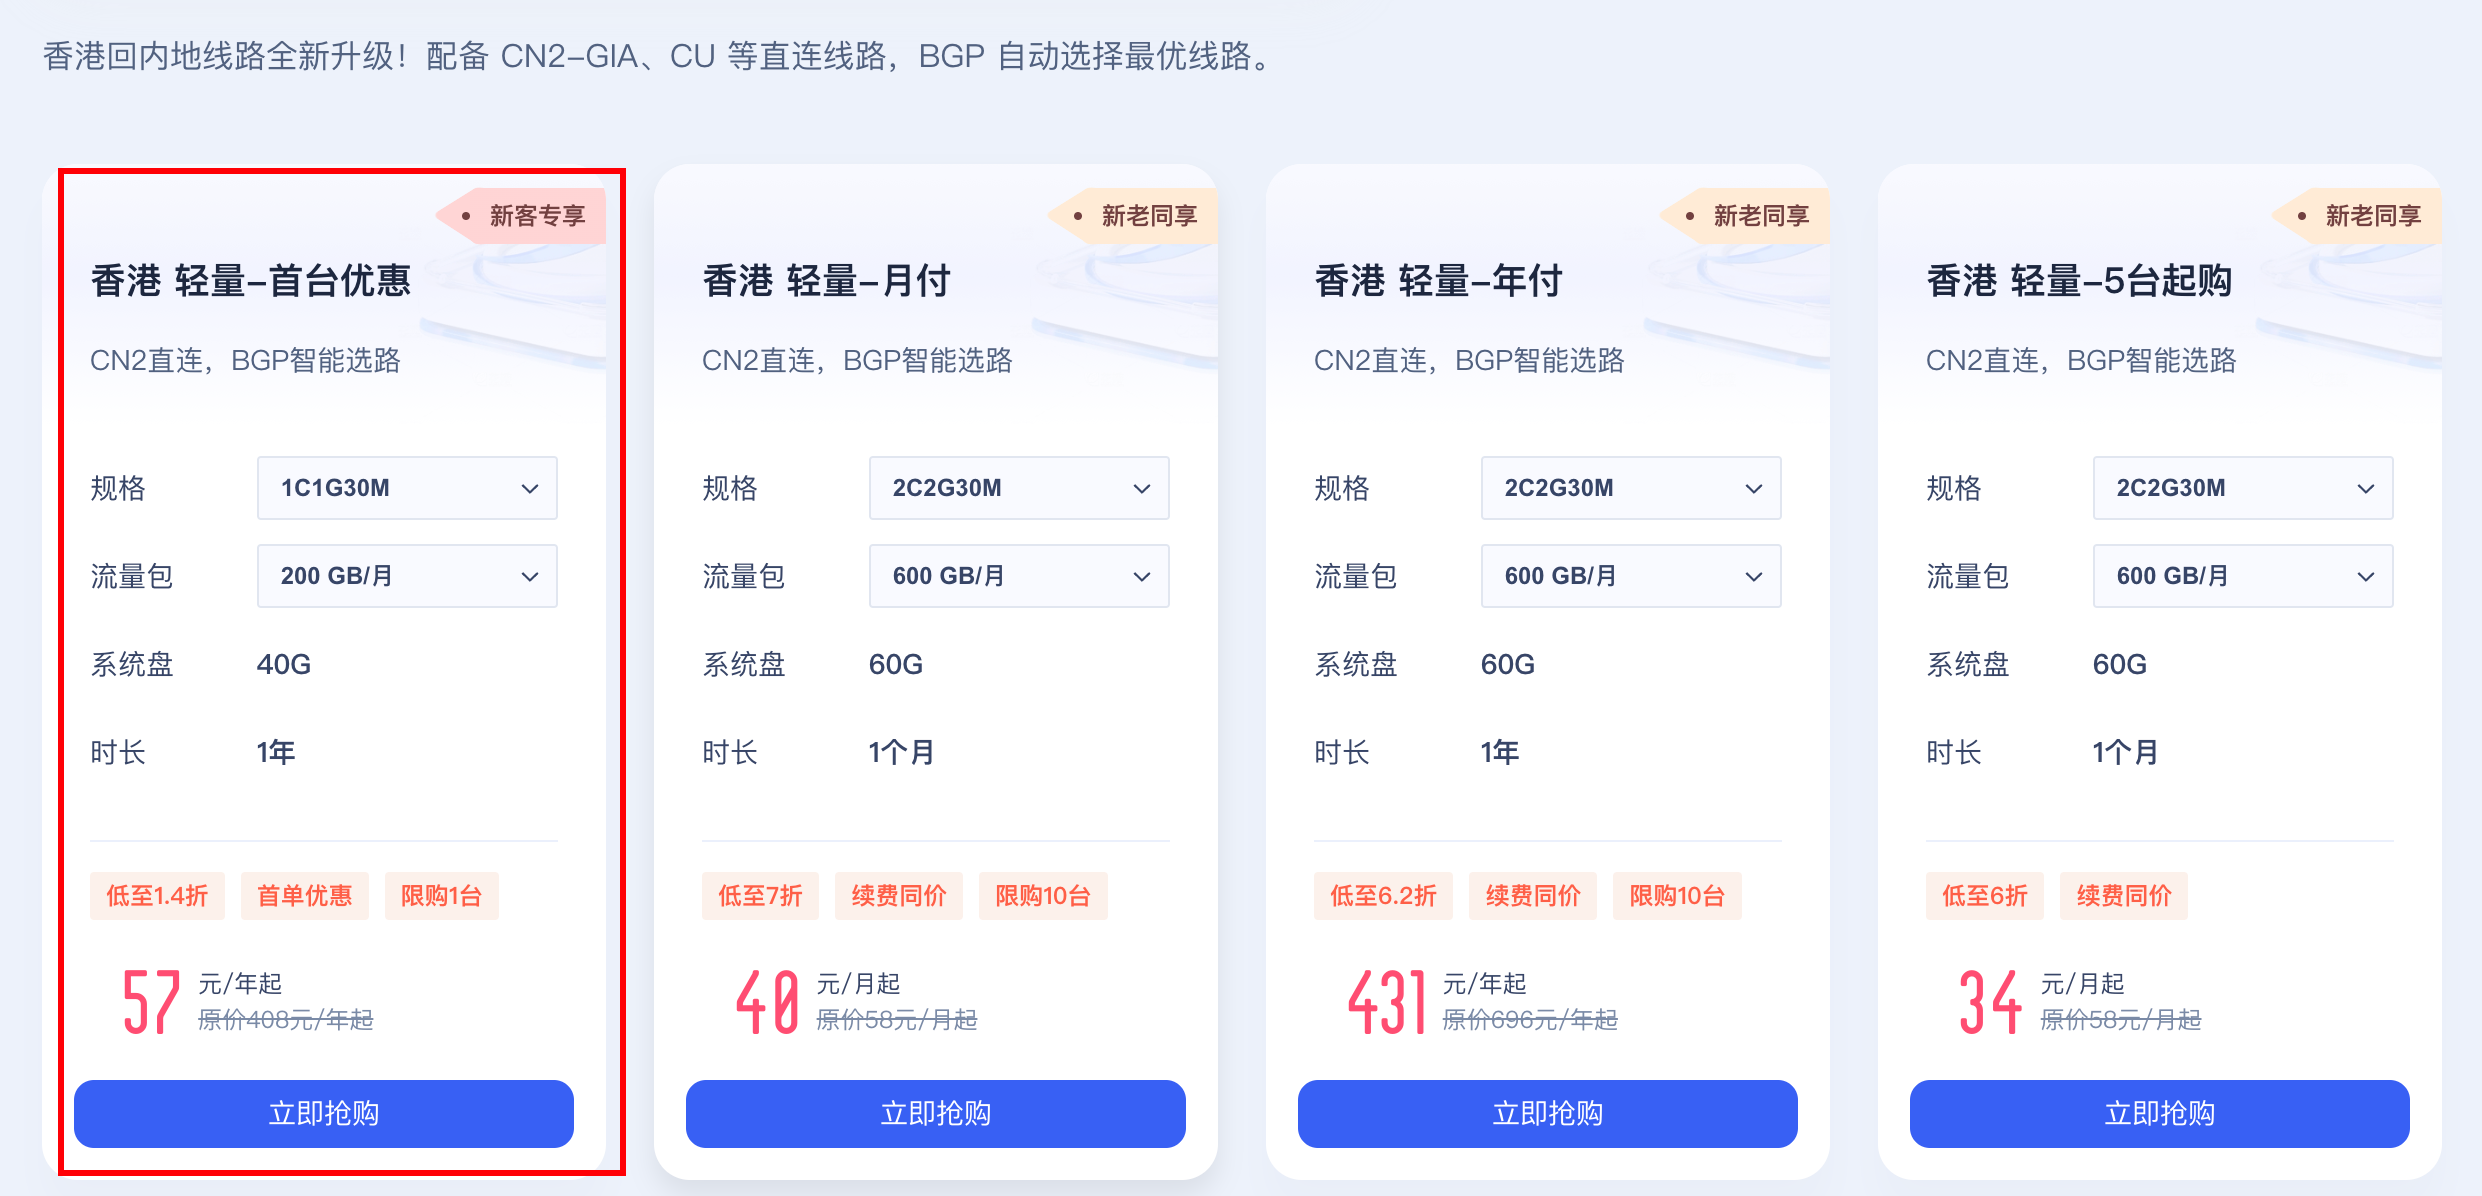 香港回内地线路全新升级！配备 CN2-GIA、CU 等直连线路，BGP 自动选择最优线路。
新客专享
香港 轻量-首台优惠
CN2直连，BGP智能选路
规格 1C1G30M
流量包 200 GB/月
系统盘 40G
时长 1年
低至1.4折 首单优惠 限购1台
57 元/年起
原价408元/年起
立即抢购
新老同享
香港 轻量-月付
CN2直连，BGP智能选路
规格 2C2G30M
流量包 600 GB/月
系统盘 60G
时长 1个月
低至7折 续费同价 限购10台
40 元/月起
原价58元/月起
立即抢购
新老同享
香港 轻量-年付
CN2直连，BGP智能选路
规格 2C2G30M
流量包 600 GB/月
系统盘 60G
时长 1年
低至6.2折 续费同价 限购10台
431 元/年起
原价696元/年起
立即抢购
新老同享
香港 轻量-5台起购
CN2直连，BGP智能选路
规格 2C2G30M
流量包 600 GB/月
系统盘 60G
时长 1个月
低至6折 续费同价
34 元/月起
原价58元/月起
立即抢购